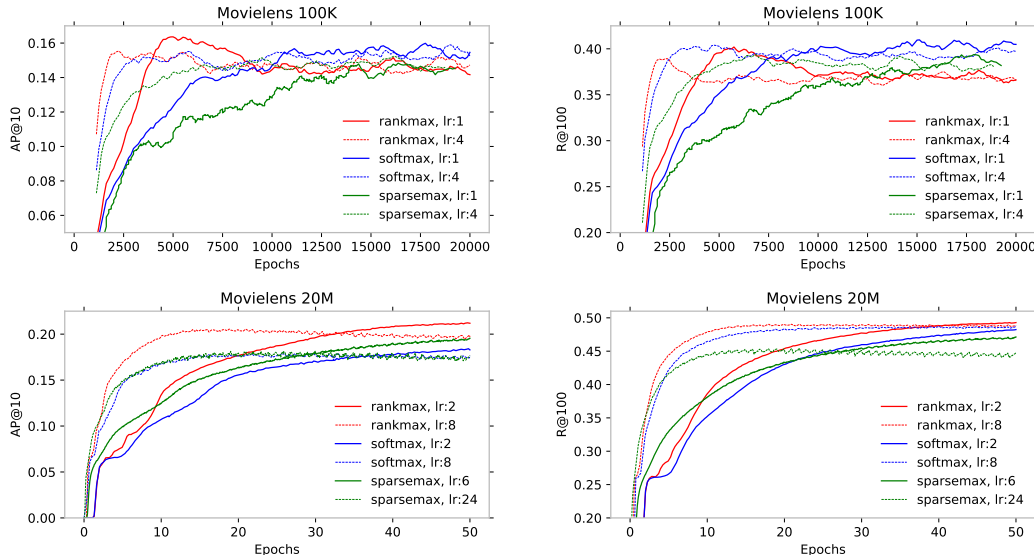 Movielens 100K
AP@10
0.16
0.14
0.12
0.10
0.08
0.06
rankmax, lr:1
rankmax, lr:4
softmax, lr:1
softmax, lr:4
sparsemax, lr:1
sparsemax, lr:4
0 2500 5000 7500 10000 12500 15000 17500 20000
Epochs
Movielens 100K
R@100
0.40
0.35
0.30
0.25
0.20
rankmax, lr:1
rankmax, lr:4
softmax, lr:1
softmax, lr:4
sparsemax, lr:1
sparsemax, lr:4
0 2500 5000 7500 10000 12500 15000 17500 20000
Epochs
Movielens 20M
AP@10
0.20
0.15
0.10
0.05
0.00
rankmax, lr:2
rankmax, lr:8
softmax, lr:2
softmax, lr:8
sparsemax, lr:6
sparsemax, lr:24
0 10 20 30 40 50
Epochs
Movielens 20M
R@100
0.50
0.45
0.40
0.35
0.30
0.25
0.20
rankmax, lr:2
rankmax, lr:8
softmax, lr:2
softmax, lr:8
sparsemax, lr:6
sparsemax, lr:24
0 10 20 30 40 50
Epochs